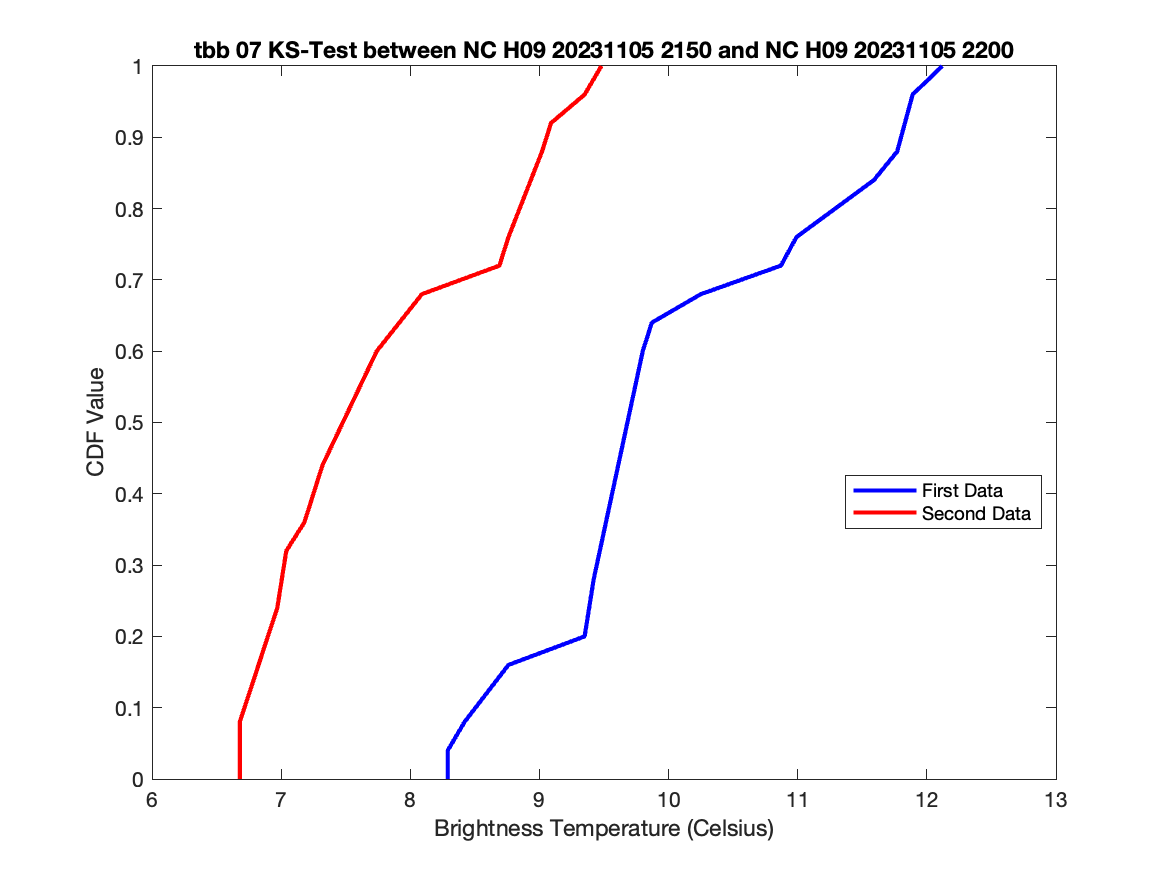 tbb 07 KS-Test between NC H09 20231105 2150 and NC H09 20231105 2200
1
0.9
0.8
0.7
0.6
0.5
0.4
0.3
0.2
0.1
0
CDF Value
First Data
Second Data
6 7 8 9 10 11 12 13
Brightness Temperature (Celsius)